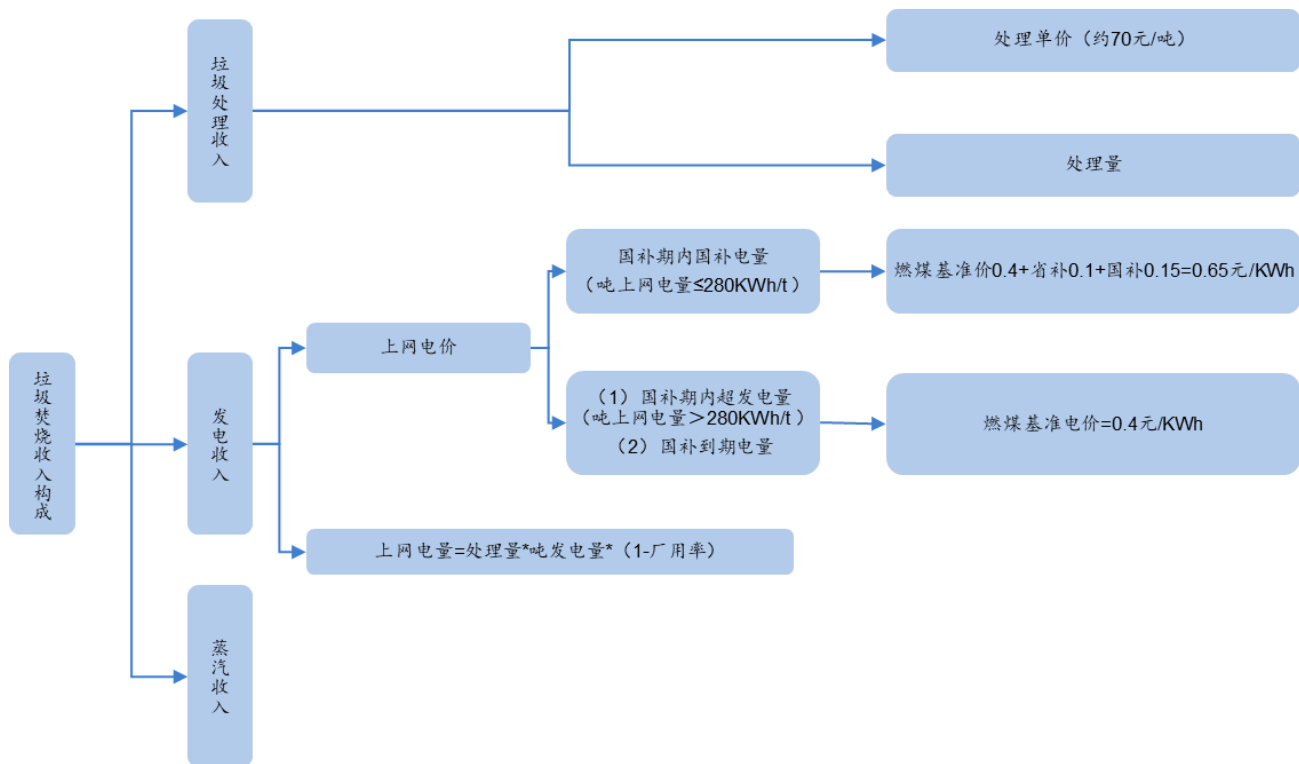 垃圾焚烧收入构成
垃圾处理收入
处理单价（约70元/吨）
处理量
发电收入
上网电价
国补期内国补电量
（吨上网电量≤280KWh/t）
燃煤基准价0.4+省补0.1+国补0.15=0.65元/KWh
（1）国补期内超发电量
（吨上网电量＞280KWh/t）
（2）国补到期电量
燃煤基准电价=0.4元/KWh
上网电量=处理量*吨发电量*（1-厂用率）
蒸汽收入